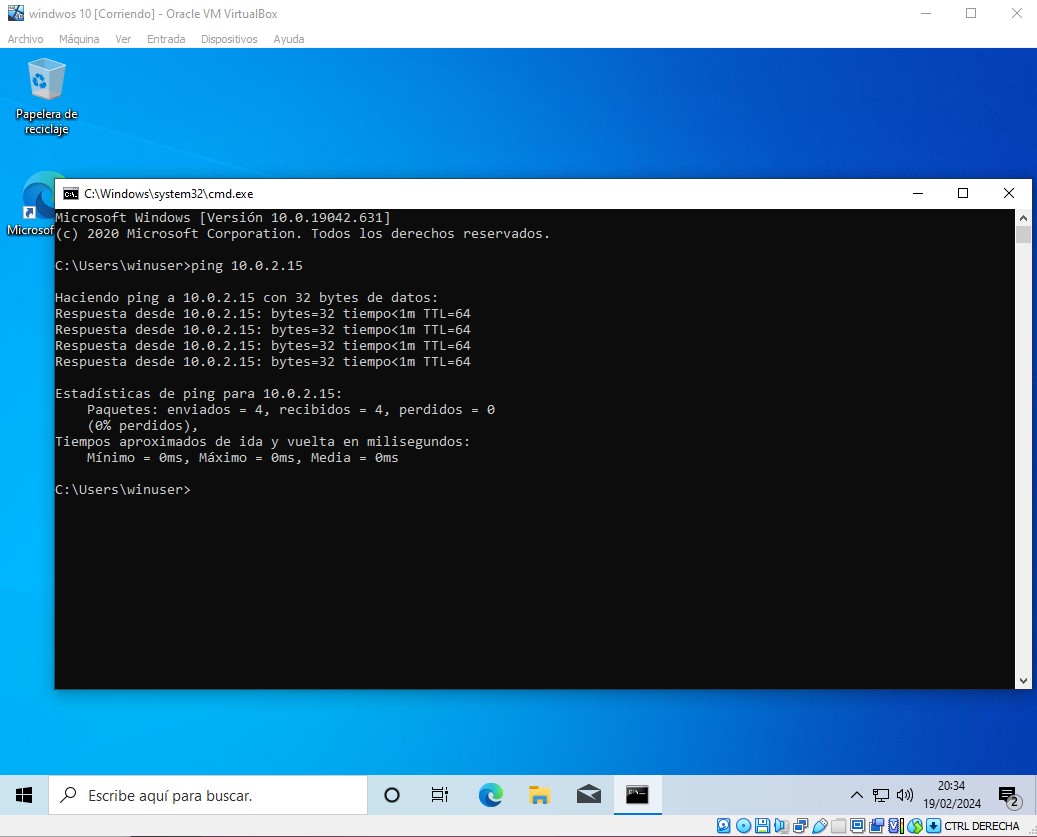 windwos 10 [Corriendo] - Oracle VM VirtualBox
Archivo Máquina Ver Entrada Dispositivos Ayuda
Papelera de
reciclaje
Microsof
C:\Windows\system32\cmd.exe
Microsoft Windows [Versión 10.0.19042.631]
(c) 2020 Microsoft Corporation. Todos los derechos reservados.
C:\Users\winuser>ping 10.0.2.15
Haciendo ping a 10.0.2.15 con 32 bytes de datos:
Respuesta desde 10.0.2.15: bytes=32 tiempo<1m TTL=64
Respuesta desde 10.0.2.15: bytes=32 tiempo<1m TTL=64
Respuesta desde 10.0.2.15: bytes=32 tiempo<1m TTL=64
Respuesta desde 10.0.2.15: bytes=32 tiempo<1m TTL=64
Estadísticas de ping para 10.0.2.15:
Paquetes: enviados = 4, recibidos = 4, perdidos = 0
(0% perdidos),
Tiempos aproximados de ida y vuelta en milisegundos:
Mínimo = 0ms, Máximo = 0ms, Media = 0ms
C:\Users\winuser>
Escribe aquí para buscar.
20:34
19/02/2024
2
CTRL DERECHA